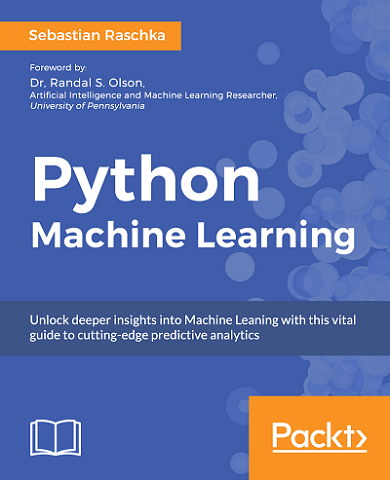 Sebastian Raschka
Foreword by:
Dr, Randal S. Olson,
Artificial Intelligence and Machine Learning Researcher,
University of Pennsylvania
Python
Machine Learning
Unlock deeper insights into Machine Leaning with this vital
guide to cutting-edge predictive analytics
Packt>